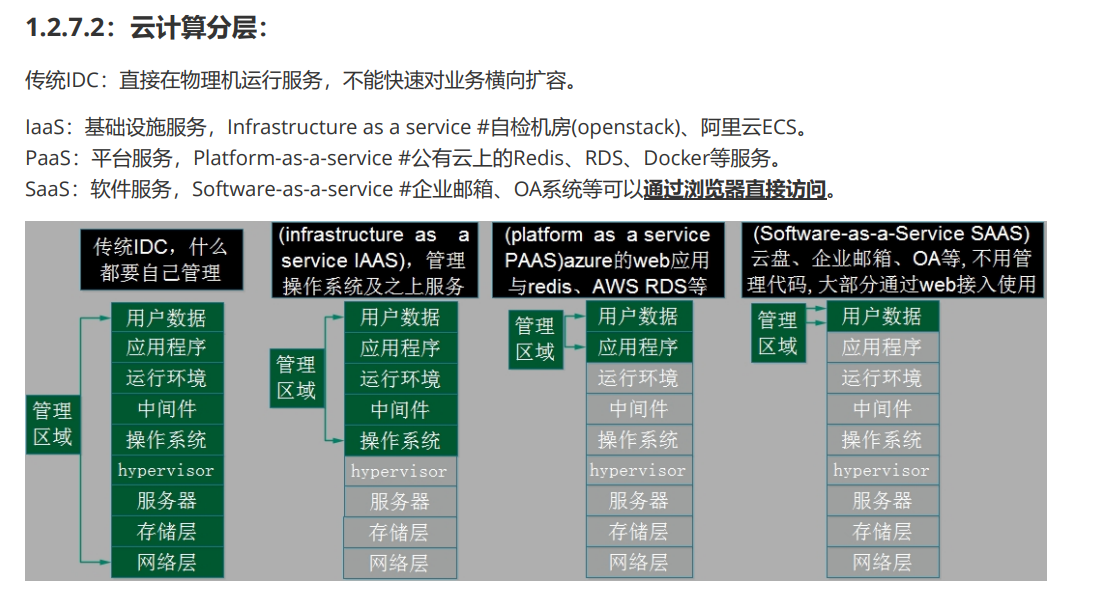 1.2.7.2：云计算分层：
传统IDC：直接在物理机运行服务，不能快速对业务横向扩容。
IaaS：基础设施服务，Infrastructure as a service #自检机房(openstack)、阿里云ECS。
PaaS：平台服务，Platform-as-a-service #公有云上的Redis、RDS、Docker等服务。
SaaS：软件服务，Software-as-a-service #企业邮箱、OA系统等可以通过浏览器直接访问。
传统IDC，什么
都要自己管理
管理
区域
用户数据
应用程序
运行环境
中间件
操作系统
hypervisor
服务器
存储层
网络层
(infrastructure as a
service IAAS)，管理
操作系统及之上服务
管理
区域
用户数据
应用程序
运行环境
中间件
操作系统
hypervisor
服务器
存储层
网络层
(platform as a service
PAAS)azure的web应用
与redis、AWS RDS等
管理
区域
用户数据
应用程序
运行环境
中间件
操作系统
hypervisor
服务器
存储层
网络层
(Software-as-a-Service SAAS)
云盘、企业邮箱、OA等, 不用管
理代码, 大部分通过web接入使用
管理
区域
用户数据
应用程序
运行环境
中间件
操作系统
hypervisor
服务器
存储层
网络层